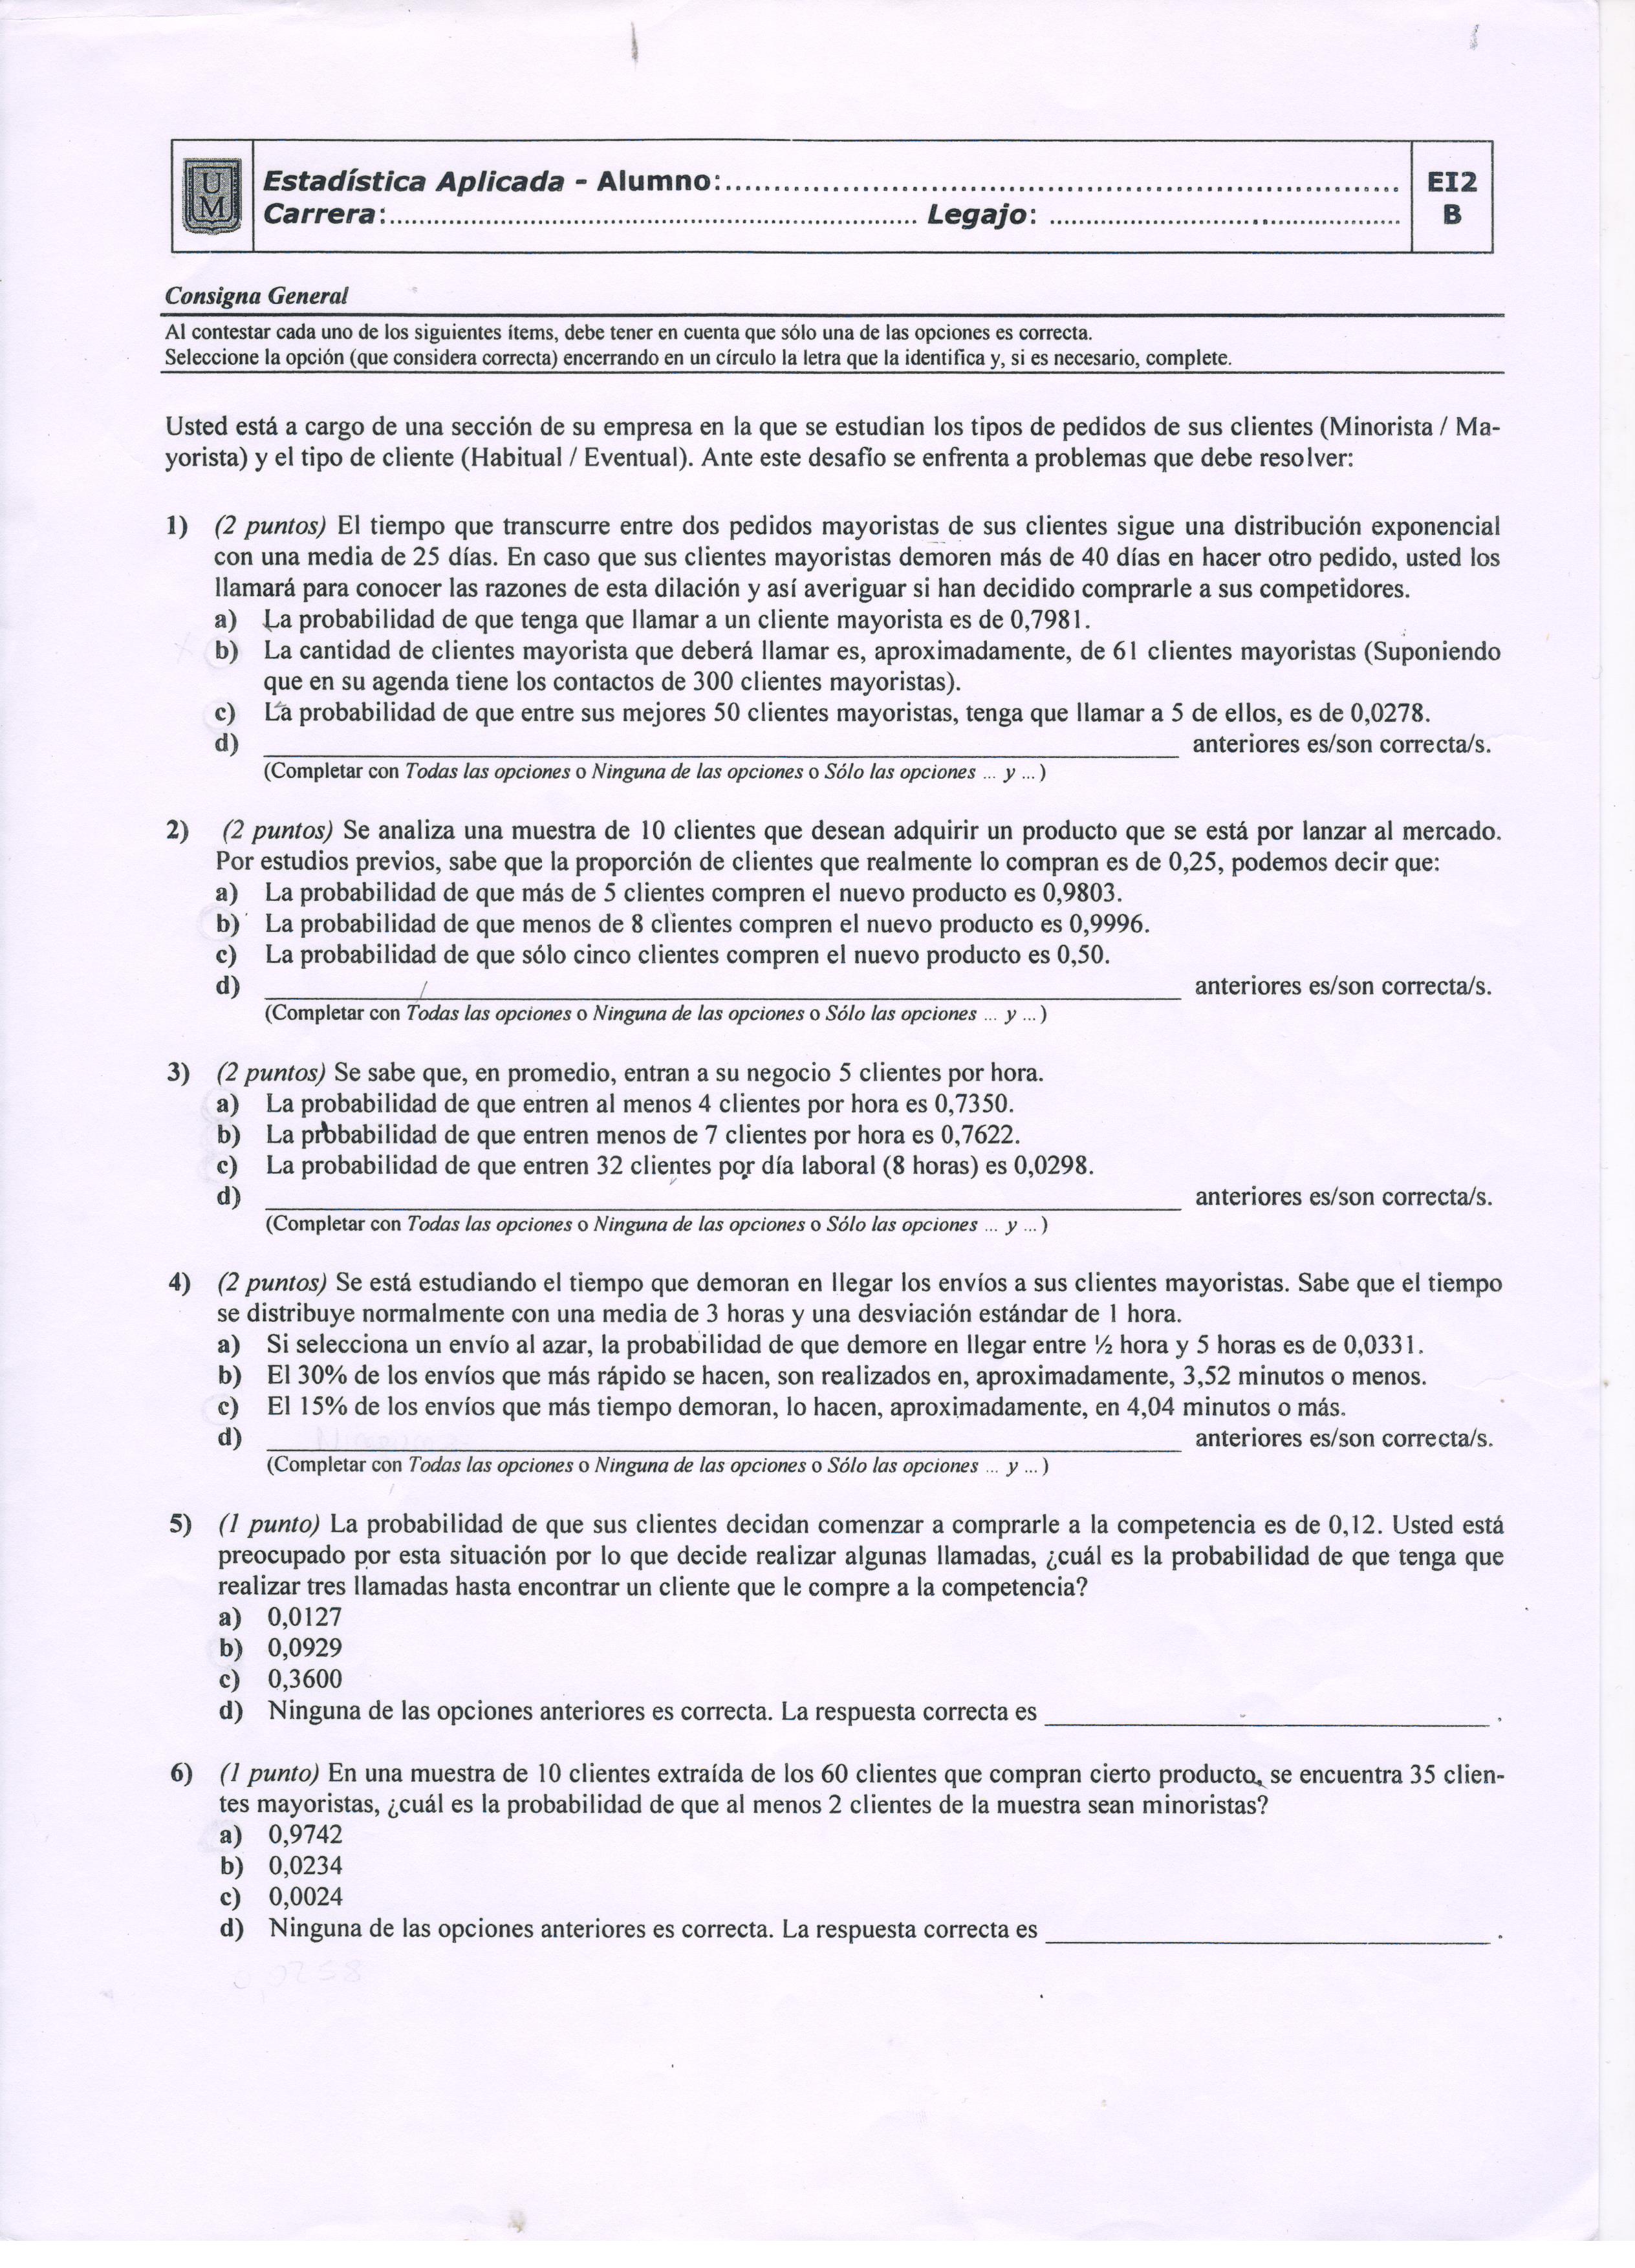 U
M
Estadística Aplicada - Alumno:..................................................................................
Carrera:................................................................. Legajo: ...........................................
EI2
B
Consigna General
Al contestar cada uno de los siguientes ítems, debe tener en cuenta que sólo una de las opciones es correcta.
Seleccione la opción (que considera correcta) encerrando en un círculo la letra que la identifica y, si es necesario, complete.
Usted está a cargo de una sección de su empresa en la que se estudian los tipos de pedidos de sus clientes (Minorista / Ma-
yorista) y el tipo de cliente (Habitual / Eventual). Ante este desafío se enfrenta a problemas que debe resolver:
1) (2 puntos) El tiempo que transcurre entre dos pedidos mayoristas de sus clientes sigue una distribución exponencial
con una media de 25 días. En caso que sus clientes mayoristas demoren más de 40 días en hacer otro pedido, usted los
llamará para conocer las razones de esta dilación y así averiguar si han decidido comprarle a sus competidores.
a) La probabilidad de que tenga que llamar a un cliente mayorista es de 0,7981.
b) La cantidad de clientes mayorista que deberá llamar es, aproximadamente, de 61 clientes mayoristas (Suponiendo
que en su agenda tiene los contactos de 300 clientes mayoristas).
c) La probabilidad de que entre sus mejores 50 clientes mayoristas, tenga que llamar a 5 de ellos, es de 0,0278.
d) ______________________________ anteriores es/son correcta/s.
(Completar con Todas las opciones o Ninguna de las opciones o Sólo las opciones ... y ...)
2) (2 puntos) Se analiza una muestra de 10 clientes que desean adquirir un producto que se está por lanzar al mercado.
Por estudios previos, sabe que la proporción de clientes que realmente lo compran es de 0,25, podemos decir que:
a) La probabilidad de que más de 5 clientes compren el nuevo producto es 0,9803.
b) La probabilidad de que menos de 8 clientes compren el nuevo producto es 0,9996.
c) La probabilidad de que sólo cinco clientes compren el nuevo producto es 0,50.
d) ______________________________ anteriores es/son correcta/s.
(Completar con Todas las opciones o Ninguna de las opciones o Sólo las opciones ... y ...)
3) (2 puntos) Se sabe que, en promedio, entran a su negocio 5 clientes por hora.
a) La probabilidad de que entren al menos 4 clientes por hora es 0,7350.
b) La probabilidad de que entren menos de 7 clientes por hora es 0,7622.
c) La probabilidad de que entren 32 clientes por día laboral (8 horas) es 0,0298.
d) ______________________________ anteriores es/son correcta/s.
(Completar con Todas las opciones o Ninguna de las opciones o Sólo las opciones ... y ...)
4) (2 puntos) Se está estudiando el tiempo que demoran en llegar los envíos a sus clientes mayoristas. Sabe que el tiempo
se distribuye normalmente con una media de 3 horas y una desviación estándar de 1 hora.
a) Si selecciona un envío al azar, la probabilidad de que demore en llegar entre ½ hora y 5 horas es de 0,0331.
b) El 30% de los envíos que más rápido se hacen, son realizados en, aproximadamente, 3,52 minutos o menos.
c) El 15% de los envíos que más tiempo demoran, lo hacen, aproximadamente, en 4,04 minutos o más.
d) ______________________________ anteriores es/son correcta/s.
(Completar con Todas las opciones o Ninguna de las opciones o Sólo las opciones ... y ...)
5) (1 punto) La probabilidad de que sus clientes decidan comenzar a comprarle a la competencia es de 0,12. Usted está
preocupado por esta situación por lo que decide realizar algunas llamadas, ¿cuál es la probabilidad de que tenga que
realizar tres llamadas hasta encontrar un cliente que le compre a la competencia?
a) 0,0127
b) 0,0929
c) 0,3600
d) Ninguna de las opciones anteriores es correcta. La respuesta correcta es ______________________________ .
6) (1 punto) En una muestra de 10 clientes extraída de los 60 clientes que compran cierto producto, se encuentra 35 clien-
tes mayoristas, ¿cuál es la probabilidad de que al menos 2 clientes de la muestra sean minoristas?
a) 0,9742
b) 0,0234
c) 0,0024
d) Ninguna de las opciones anteriores es correcta. La respuesta correcta es ______________________________ .